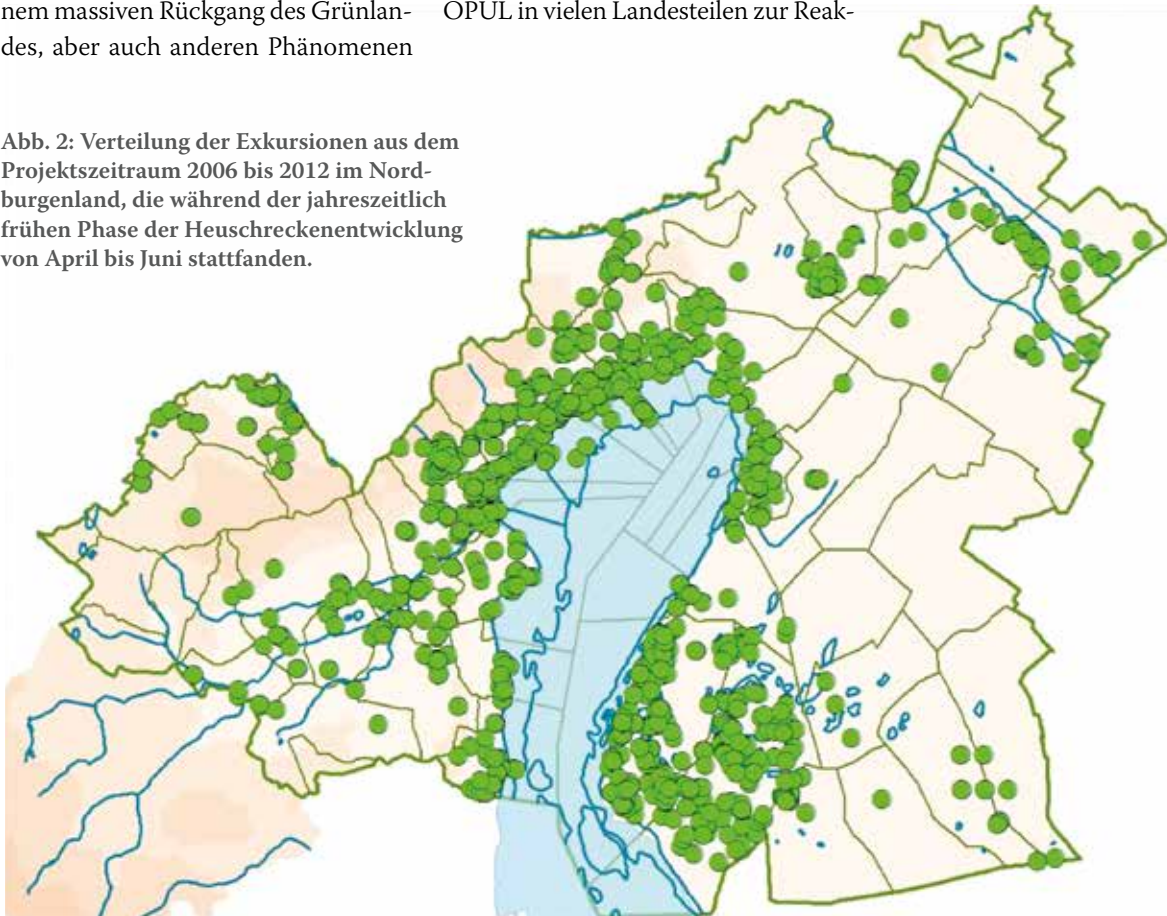 nem massiven Rückgang des Grünlan-
des, aber auch anderen Phänomenen
OPUL in vielen Landesteilen zur Reak-
Abb. 2: Verteilung der Exkursionen aus dem
Projektszeitraum 2006 bis 2012 im Nord-
burgenland, die während der jahreszeitlich
frühen Phase der Heuschreckenentwicklung
von April bis Juni stattfanden.